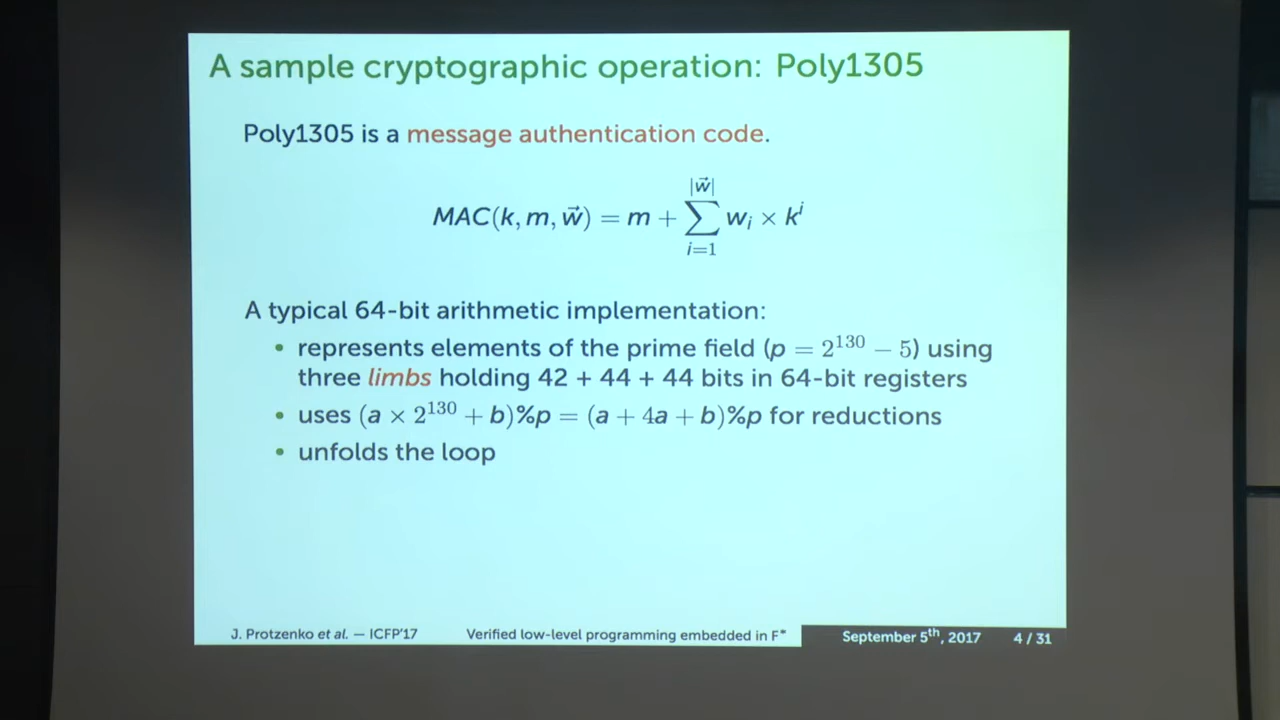 A sample cryptographic operation: Poly1305
Poly1305 is a message authentication code.
MAC(k, m, w⃗) = m + ∑_{i=1}^{|w⃗|} w_i × k^i
A typical 64-bit arithmetic implementation:
• represents elements of the prime field (p = 2^130 − 5) using
three limbs holding 42 + 44 + 44 bits in 64-bit registers
• uses (a × 2^130 + b)%p = (a + 4a + b)%p for reductions
• unfolds the loop
J. Protzenko et al. — ICFP'17 Verified low-level programming embedded in F* September 5th, 2017 4 / 31